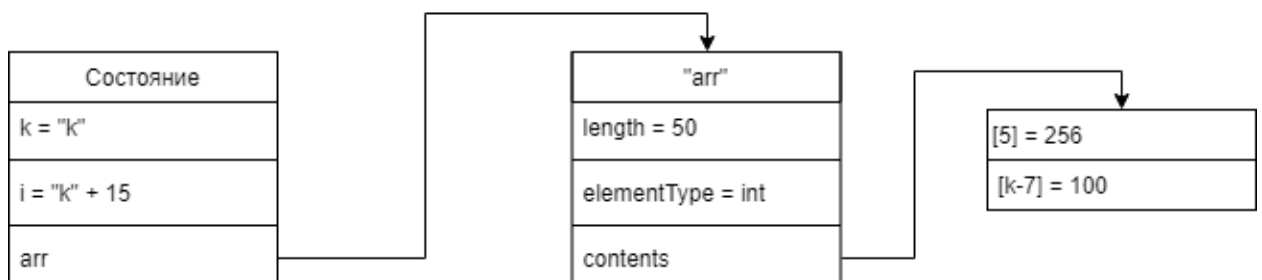 Состояние
k = "k"
i = "k" + 15
arr
"arr"
length = 50
elementType = int
contents
[5] = 256
[k-7] = 100